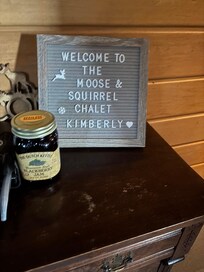 WELCOME TO
THE
MOOSE &
SQUIRREL
CHALET
KIMBERLY
BLACKBERRY
JAM